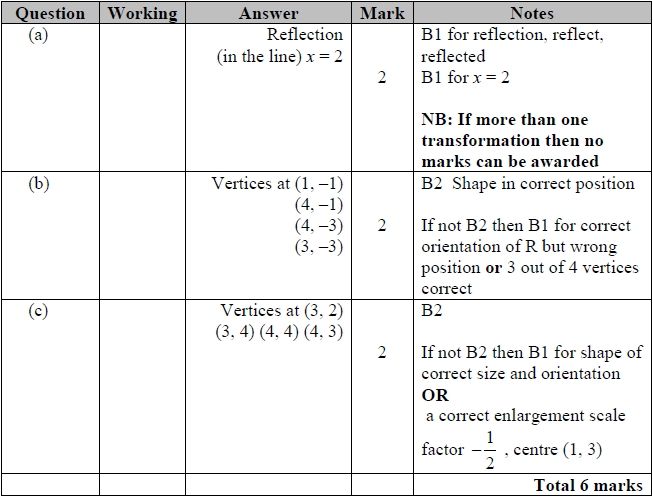 Question Working Answer Mark Notes
(a) Reflection B1 for reflection, reflect,
(in the line) x = 2 reflected
2 B1 for x = 2
NB: If more than one
transformation then no
marks can be awarded
(b) Vertices at (1, –1) B2 Shape in correct position
(4, –1)
(4, –3) 2 If not B2 then B1 for correct
(3, –3) orientation of R but wrong
position or 3 out of 4 vertices
correct
(c) Vertices at (3, 2) B2
(3, 4) (4, 4) (4, 3)
2 If not B2 then B1 for shape of
correct size and orientation
OR
a correct enlargement scale
factor –1/2 , centre (1, 3)
Total 6 marks